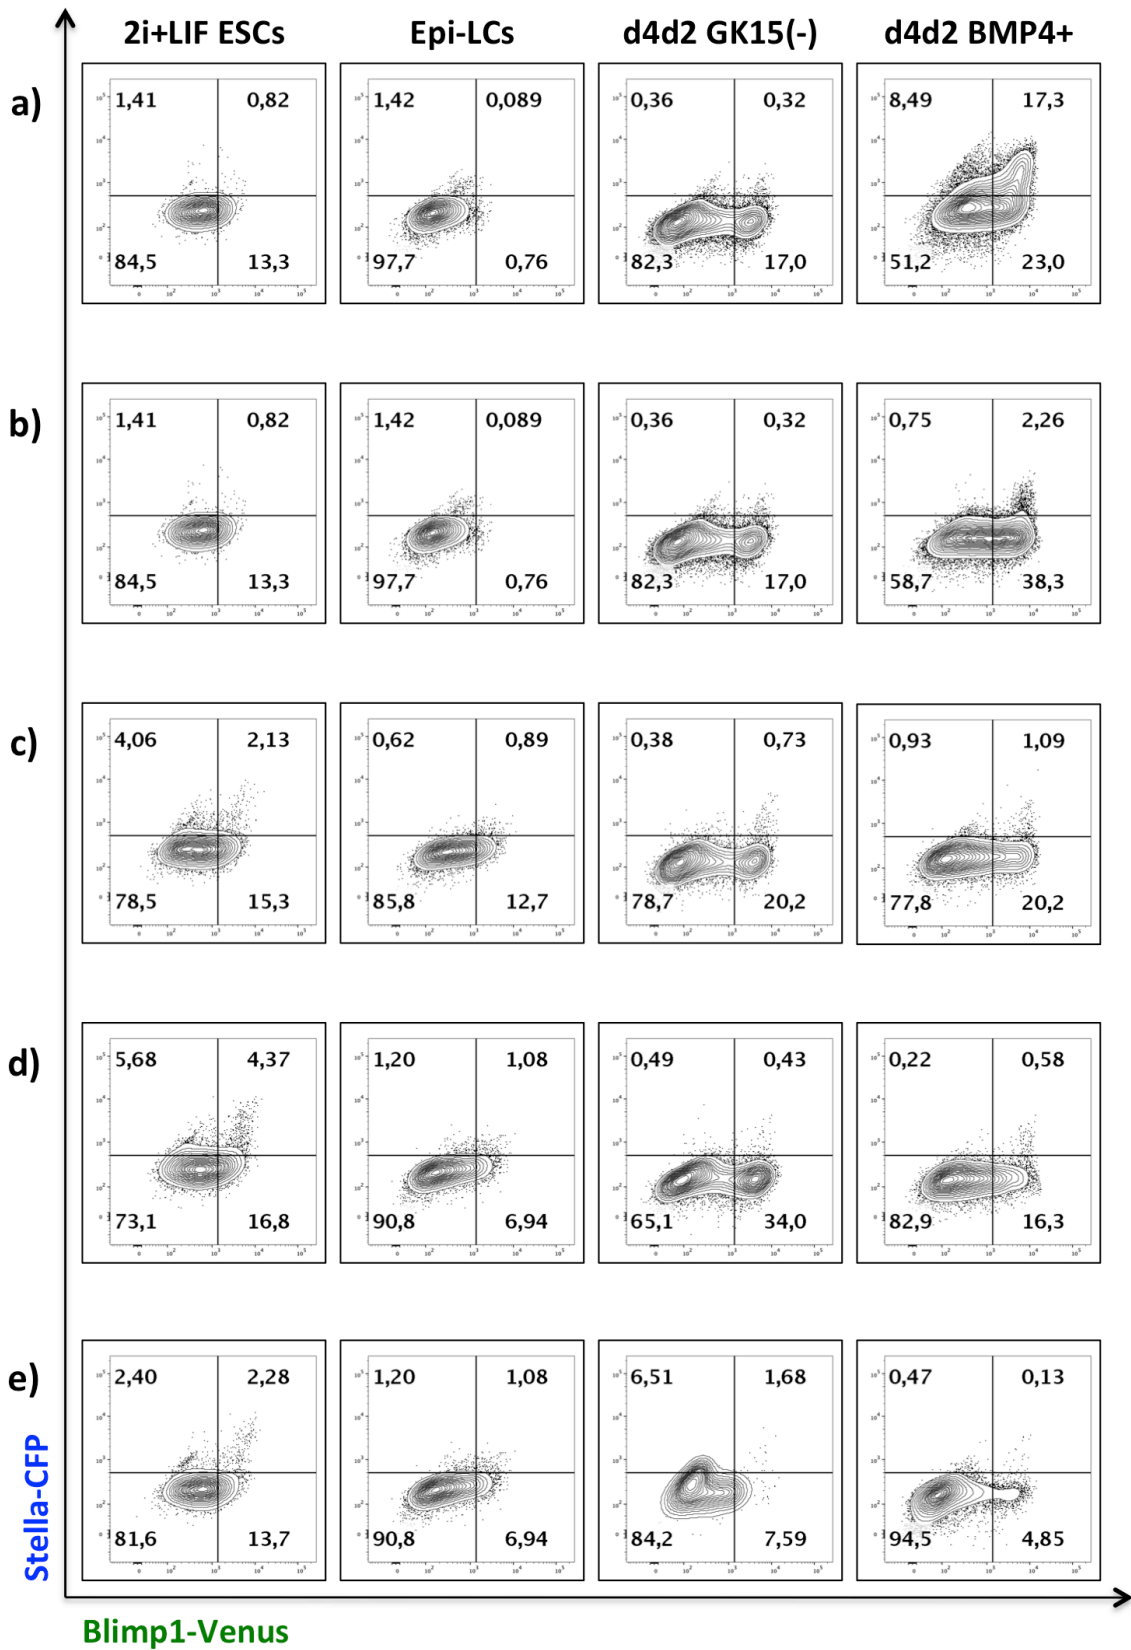 2i+LIF ESCs Epi-LCs d4d2 GK15(-) d4d2 BMP4+
a)
1,41 0,82 1,42 0,089 0,36 0,32 8,49 17,3
84,5 13,3 97,7 0,76 82,3 17,0 51,2 23,0
b)
1,41 0,82 1,42 0,089 0,36 0,32 0,75 2,26
84,5 13,3 97,7 0,76 82,3 17,0 58,7 38,3
c)
4,06 2,13 0,62 0,89 0,38 0,73 0,93 1,09
78,5 15,3 85,8 12,7 78,7 20,2 77,8 20,2
d)
5,68 4,37 1,20 1,08 0,49 0,43 0,22 0,58
73,1 16,8 90,8 6,94 65,1 34,0 82,9 16,3
e)
2,40 2,28 1,20 1,08 6,51 1,68 0,47 0,13
81,6 13,7 90,8 6,94 84,2 7,59 94,5 4,85
Stella-CFP
Blimp1-Venus